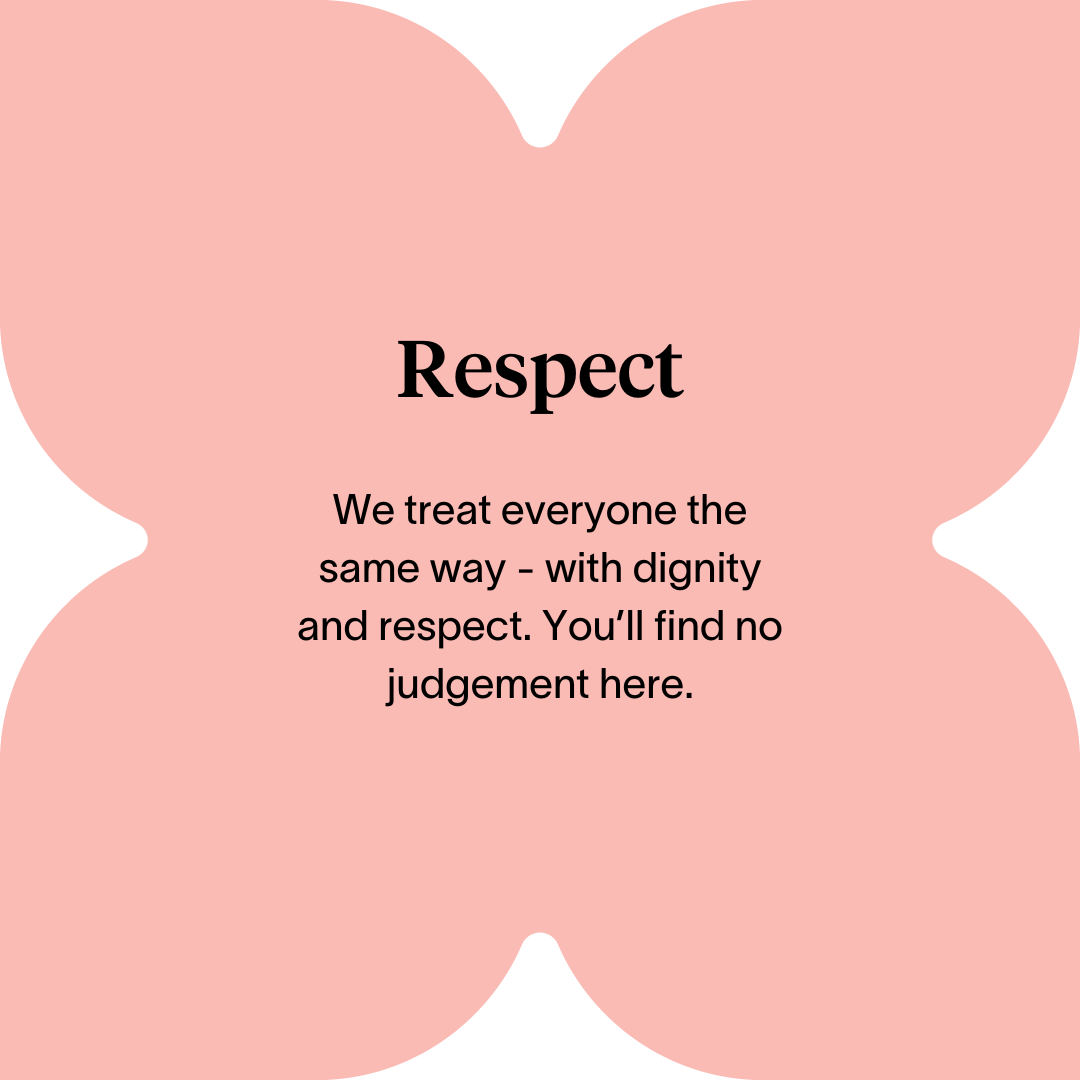 Respect
We treat everyone the
same way - with dignity
and respect. You’ll find no
judgement here.